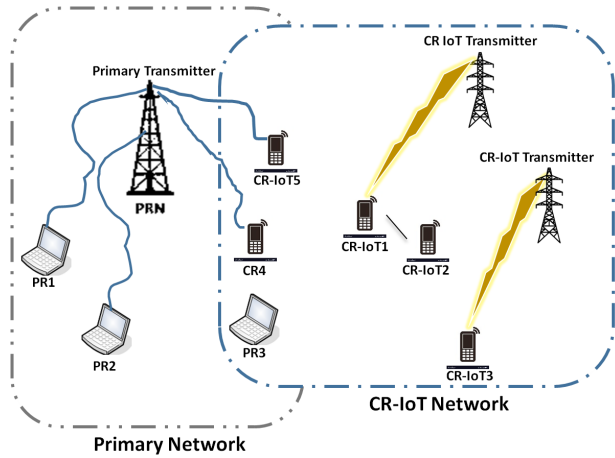 CR IoT Transmitter
Primary Transmitter
CR-IoT Transmitter
CR-IoT5
PRN
CR-IoT1
CR-IoT2
CR4
PR1
PR2
PR3
CR-IoT3
CR-IoT Network
Primary Network